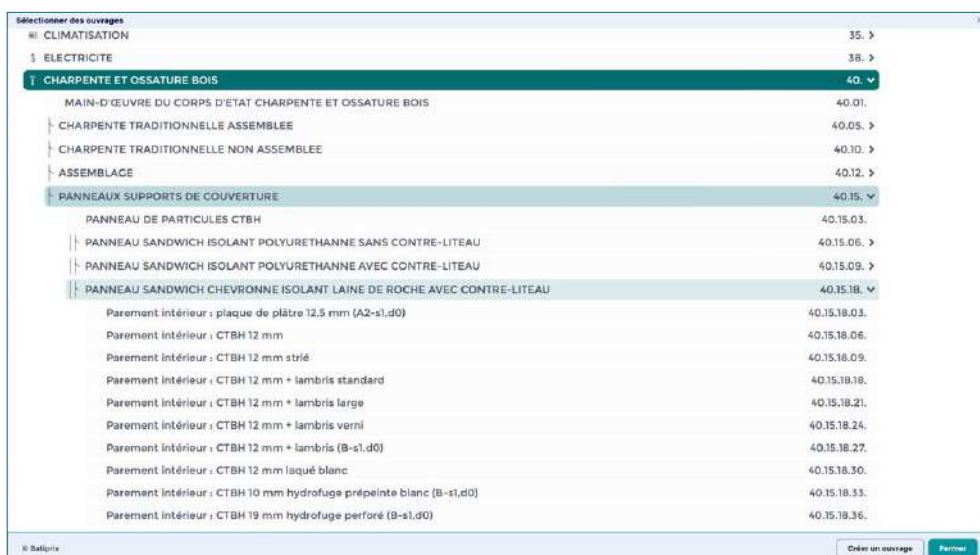 Sélectionner des ouvrages
CLIMATISATION 35.
ELECTRICITE 38.
CHARPENTE ET OSSATURE BOIS 40.
MAIN-D'ŒUVRE DU CORPS D'ETAT CHARPENTE ET OSSATURE BOIS 40.01.
CHARPENTE TRADITIONNELLE ASSEMBLEE 40.05.
CHARPENTE TRADITIONNELLE NON ASSEMBLEE 40.10.
ASSEMBLAGE 40.12.
PANNEAUX SUPPORTS DE COUVERTURE 40.15.
PANNEAU DE PARTICULES CTBH 40.15.03.
PANNEAU SANDWICH ISOLANT POLYURETHANNE SANS CONTRE-LITEAU 40.15.06.
PANNEAU SANDWICH ISOLANT POLYURETHANNE AVEC CONTRE-LITEAU 40.15.09.
PANNEAU SANDWICH CHEVRONNE ISOLANT LAINE DE ROCHE AVEC CONTRE-LITEAU 40.15.18.
Parement intérieur : plaque de plâtre 12,5 mm (A2-s1,d0) 40.15.18.03.
Parement intérieur : CTBH 12 mm 40.15.18.06.
Parement intérieur : CTBH 12 mm strié 40.15.18.09.
Parement intérieur : CTBH 12 mm + lambris standard 40.15.18.18.
Parement intérieur : CTBH 12 mm + lambris large 40.15.18.21.
Parement intérieur : CTBH 12 mm + lambris verni 40.15.18.24.
Parement intérieur : CTBH 12 mm + lambris (B-s1,d0) 40.15.18.27.
Parement intérieur : CTBH 12 mm laqué blanc 40.15.18.30.
Parement intérieur : CTBH 10 mm hydrofuge prépeinte blanc (B-s1,d0) 40.15.18.33.
Parement intérieur : CTBH 19 mm hydrofuge perforé (B-s1,d0) 40.15.18.36.
© Batiprix Créer un ouvrage Fermer